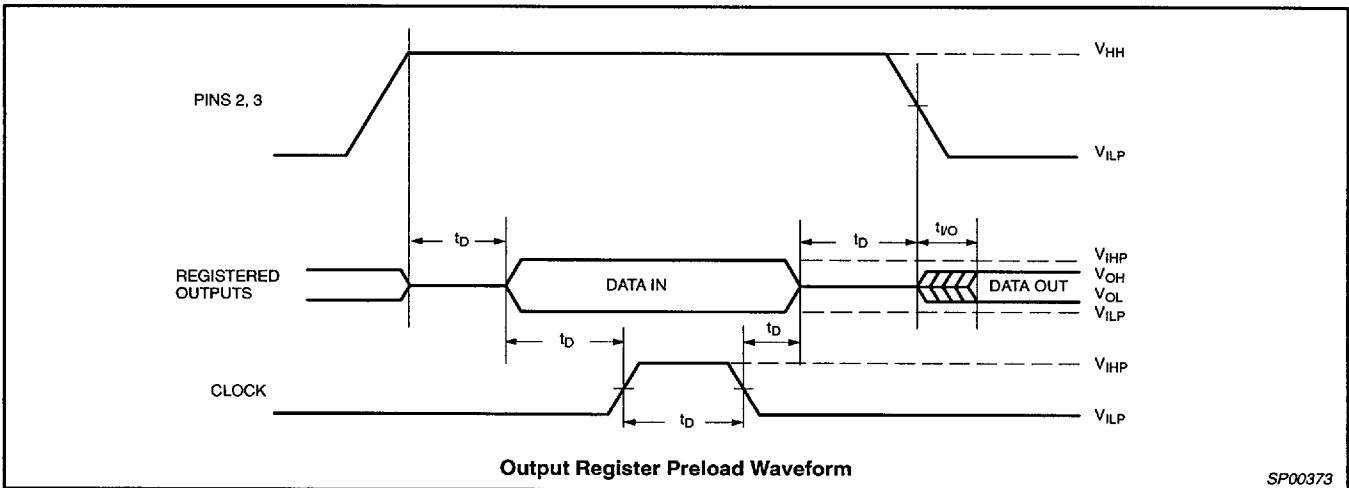 V_HH
PINS 2, 3
V_ILP
t_D t_D t_I/O
V_IHP
REGISTERED OUTPUTS
DATA IN
DATA OUT
V_OH
V_OL
V_ILP
t_D t_D
V_IHP
CLOCK
V_ILP
t_D
Output Register Preload Waveform
SP00373